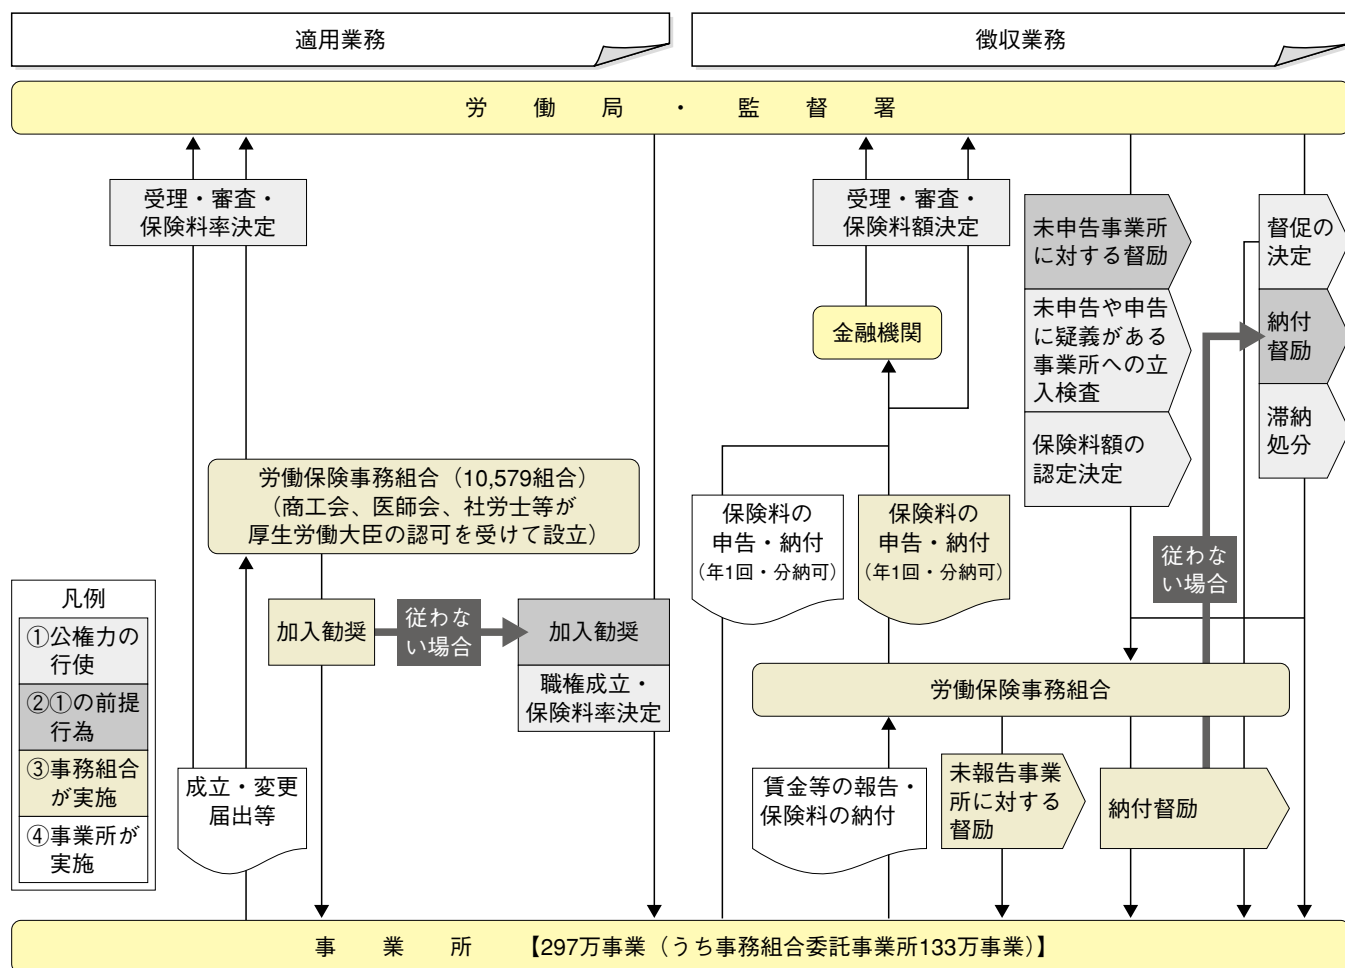 適用業務
徴収業務
労働局・監督署
受理・審査・
保険料率決定
受理・審査・
保険料額決定
未申告事業所
に対する督励
督促の
決定
金融機関
未申告や申告
に疑義がある
事業所への立
入検査
納付
督励
保険料額の
認定決定
滞納
処分
労働保険事務組合（10,579組合）
（商工会、医師会、社労士等が
厚生労働大臣の認可を受けて設立）
保険料の
申告・納付
（年1回・分納可）
保険料の
申告・納付
（年1回・分納可）
従わな
い場合
凡例
①公権力の
行使
②①の前提
行為
③事務組合
が実施
④事業所が
実施
加入勧奨
従わな
い場合
加入勧奨
職権成立・
保険料率決定
労働保険事務組合
成立・変更
届出等
賃金等の報告・
保険料の納付
未報告事業
所に対する
督励
納付督励
事業所 【297万事業（うち事務組合委託事業所133万事業）】